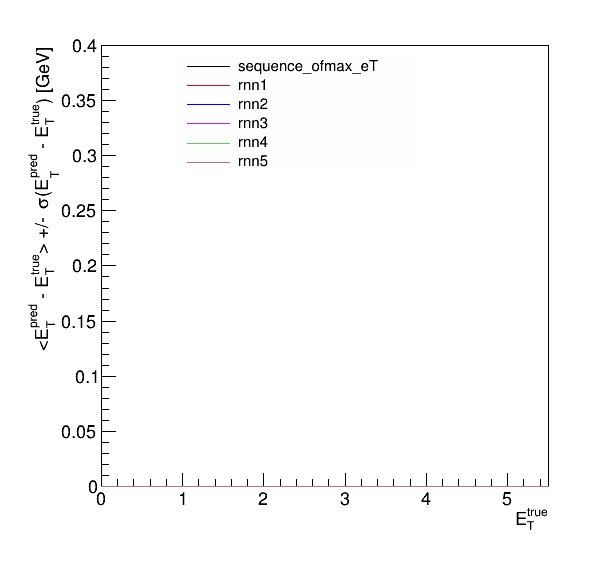 <E_T^pred - E_T^true> +/- σ(E_T^pred - E_T^true) [GeV]
0.4
0.35
0.3
0.25
0.2
0.15
0.1
0.05
0
sequence_ofmax_eT
rnn1
rnn2
rnn3
rnn4
rnn5
0 1 2 3 4 5
E_T^true